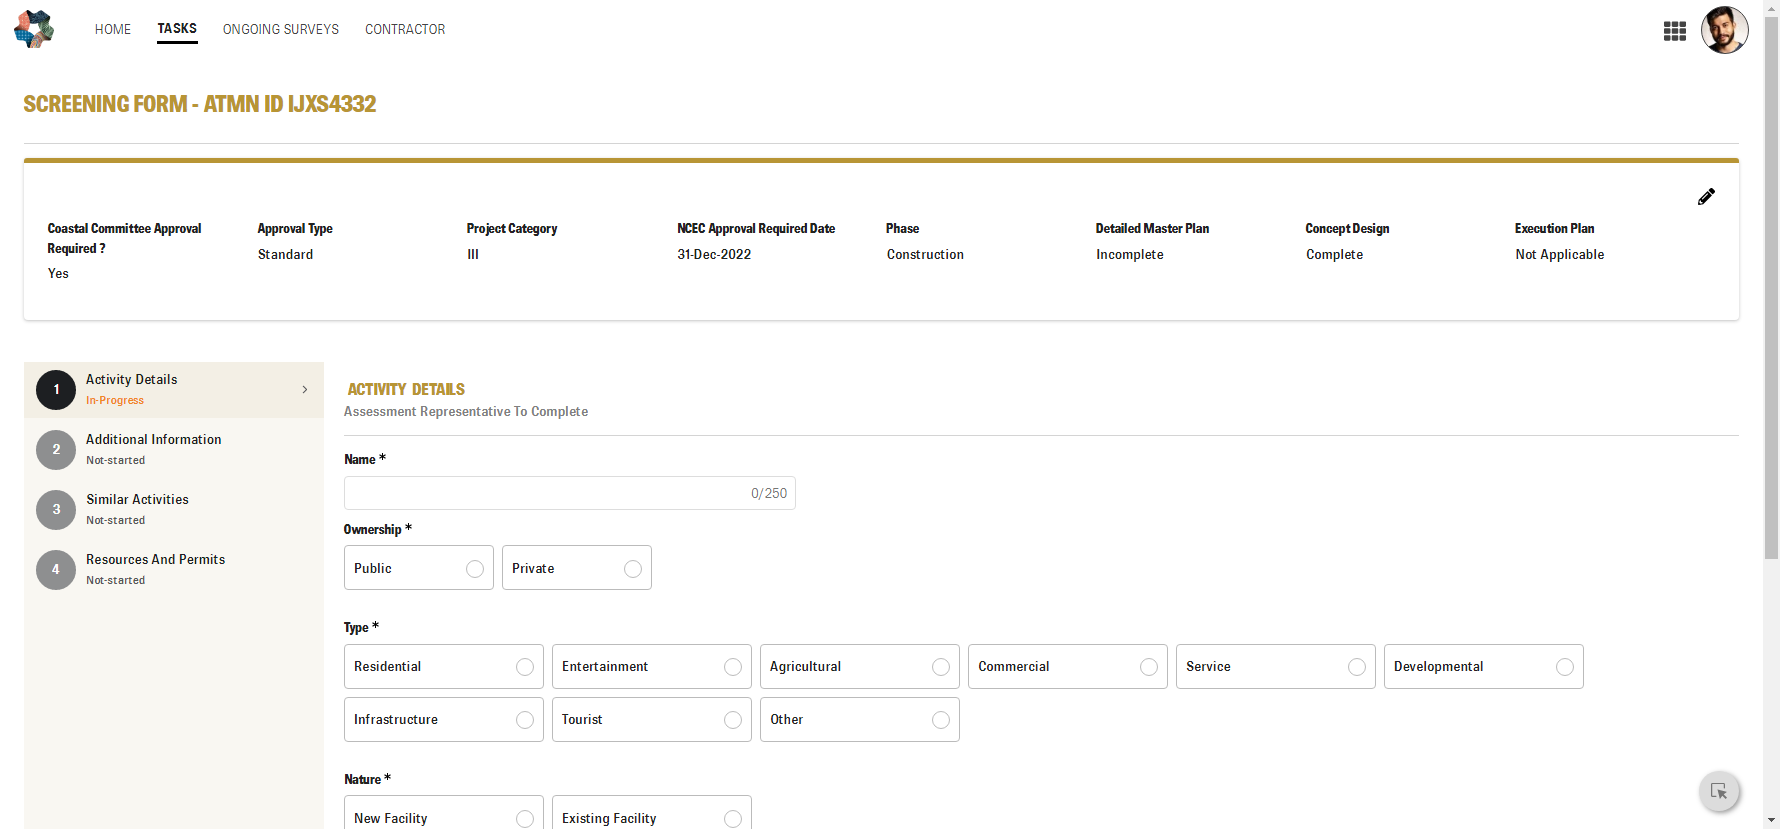 HOME TASKS ONGOING SURVEYS CONTRACTOR
SCREENING FORM - ATMN ID IJXS4332
Coastal Committee Approval Required ?
Yes
Approval Type
Standard
Project Category
III
NCEC Approval Required Date
31-Dec-2022
Phase
Construction
Detailed Master Plan
Incomplete
Concept Design
Complete
Execution Plan
Not Applicable
1 Activity Details
In-Progress
2 Additional Information
Not-started
3 Similar Activities
Not-started
4 Resources And Permits
Not-started
ACTIVITY DETAILS
Assessment Representative To Complete
Name *
0/250
Ownership *
Public Private
Type *
Residential Entertainment Agricultural Commercial Service Developmental
Infrastructure Tourist Other
Nature *
New Facility Existing Facility